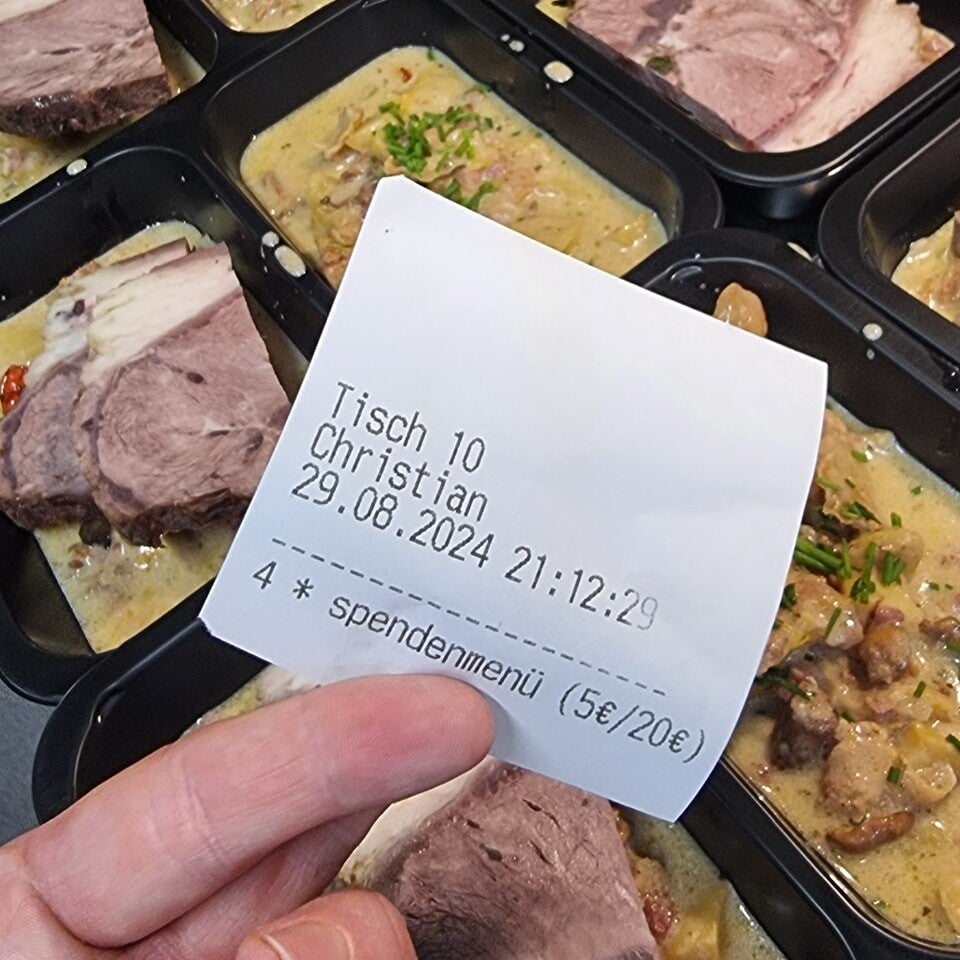 Tisch 10
Christian
29.08.2024 21:12:29
--------------------------
4 * spendenmenü (5€/20€)